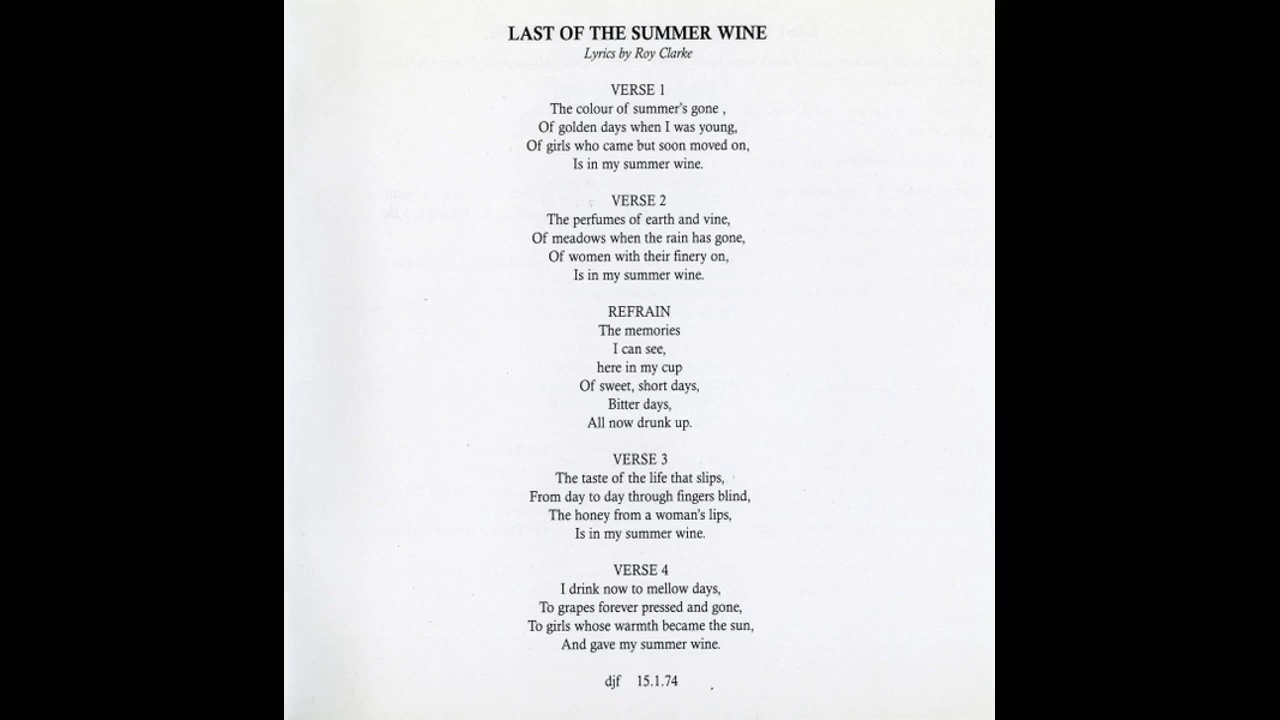 LAST OF THE SUMMER WINE
Lyrics by Roy Clarke
VERSE 1
The colour of summer's gone ,
Of golden days when I was young,
Of girls who came but soon moved on,
Is in my summer wine.
VERSE 2
The perfumes of earth and vine,
Of meadows when the rain has gone,
Of women with their finery on,
Is in my summer wine.
REFRAIN
The memories
I can see,
here in my cup
Of sweet, short days,
Bitter days,
All now drunk up.
VERSE 3
The taste of the life that slips,
From day to day through fingers blind,
The honey from a woman's lips,
Is in my summer wine.
VERSE 4
I drink now to mellow days,
To grapes forever pressed and gone,
To girls whose warmth became the sun,
And gave my summer wine.
djf 15.1.74